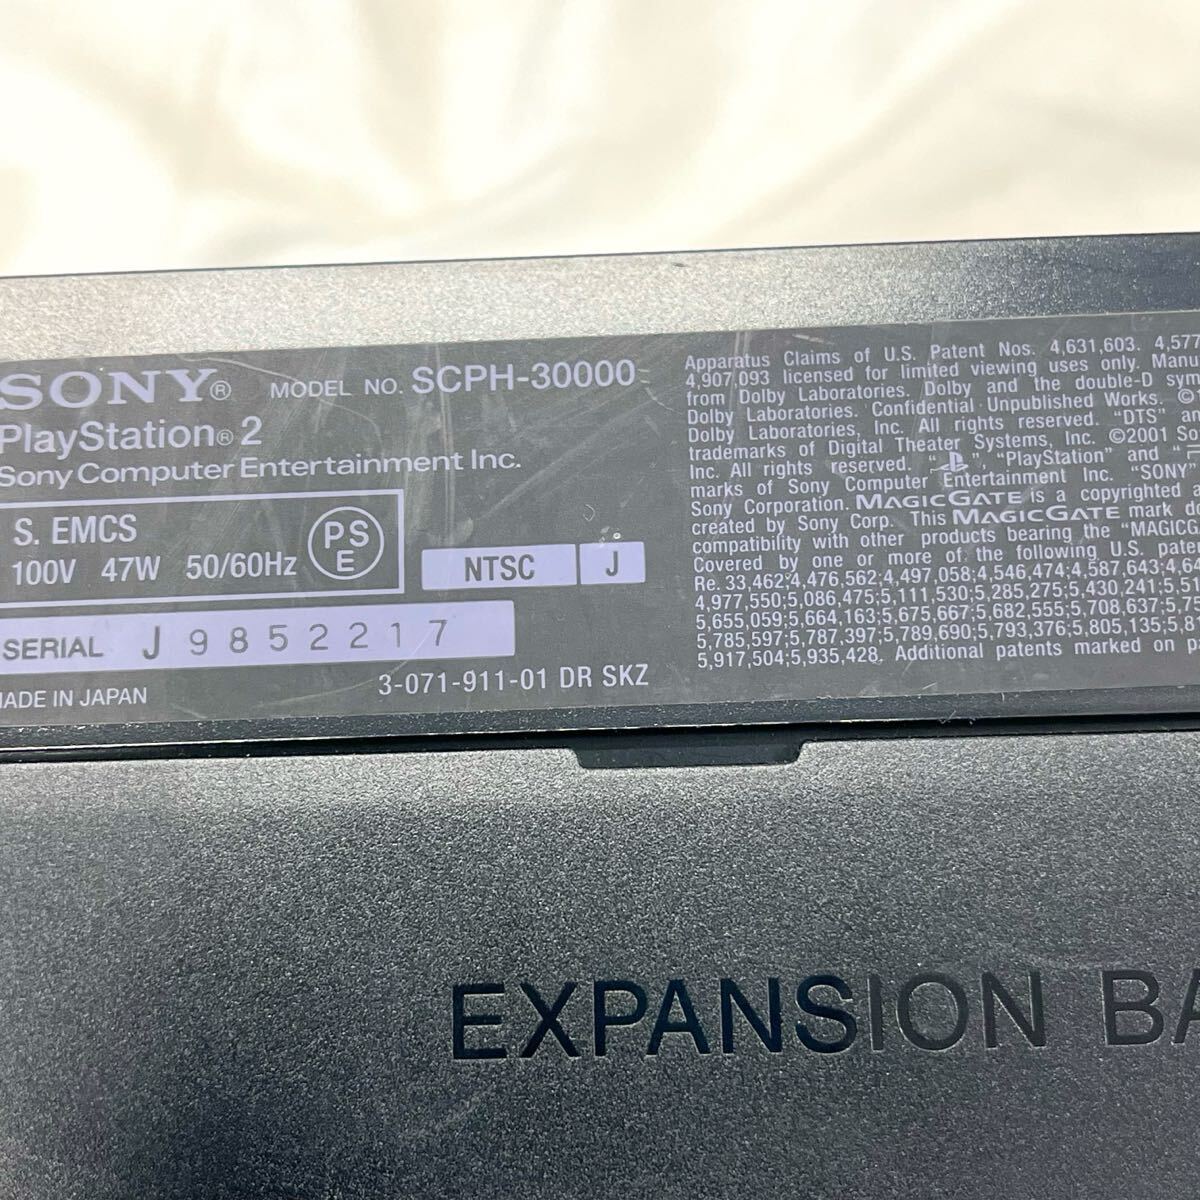 SONY® MODEL NO. SCPH-30000
PlayStation®2
Sony Computer Entertainment Inc.
S. EMCS
100V 47W 50/60Hz
PS
E
NTSC J
SERIAL J9852217
MADE IN JAPAN
3-071-911-01 DR SKZ
Apparatus Claims of U.S. Patent Nos. 4,631,603. 4,577
4,907,093 licensed for limited viewing uses only. Manu
from Dolby Laboratories. Dolby and the double-D sym
Dolby Laboratories. Confidential Unpublished Works. ©
Dolby Laboratories, Inc. All rights reserved. "DTS" an
trademarks of Digital Theater Systems, Inc. ©2001 So
Inc. All rights reserved. " ", "PlayStation" and "
marks of Sony Computer Entertainment Inc. "SONY"
Sony Corporation. MAGICGATE is a copyrighted a
created by Sony Corp. This MAGICGATE mark d
compatibility with other products bearing the "MAGICG
Covered by one or more of the following U.S. pate
Re. 33,462;4,476,562;4,497,058;4,546,474;4,587,643;4,64
4,977,550;5,086,475;5,111,530;5,285,275;5,430,241;5,51
5,655,059;5,664,163;5,675,667;5,682,555;5,708,637;5,75
5,785,597;5,787,397;5,789,690;5,793,376;5,805,135;5,81
5,917,504;5,935,428. Additional patents marked on pa
EXPANSION BA